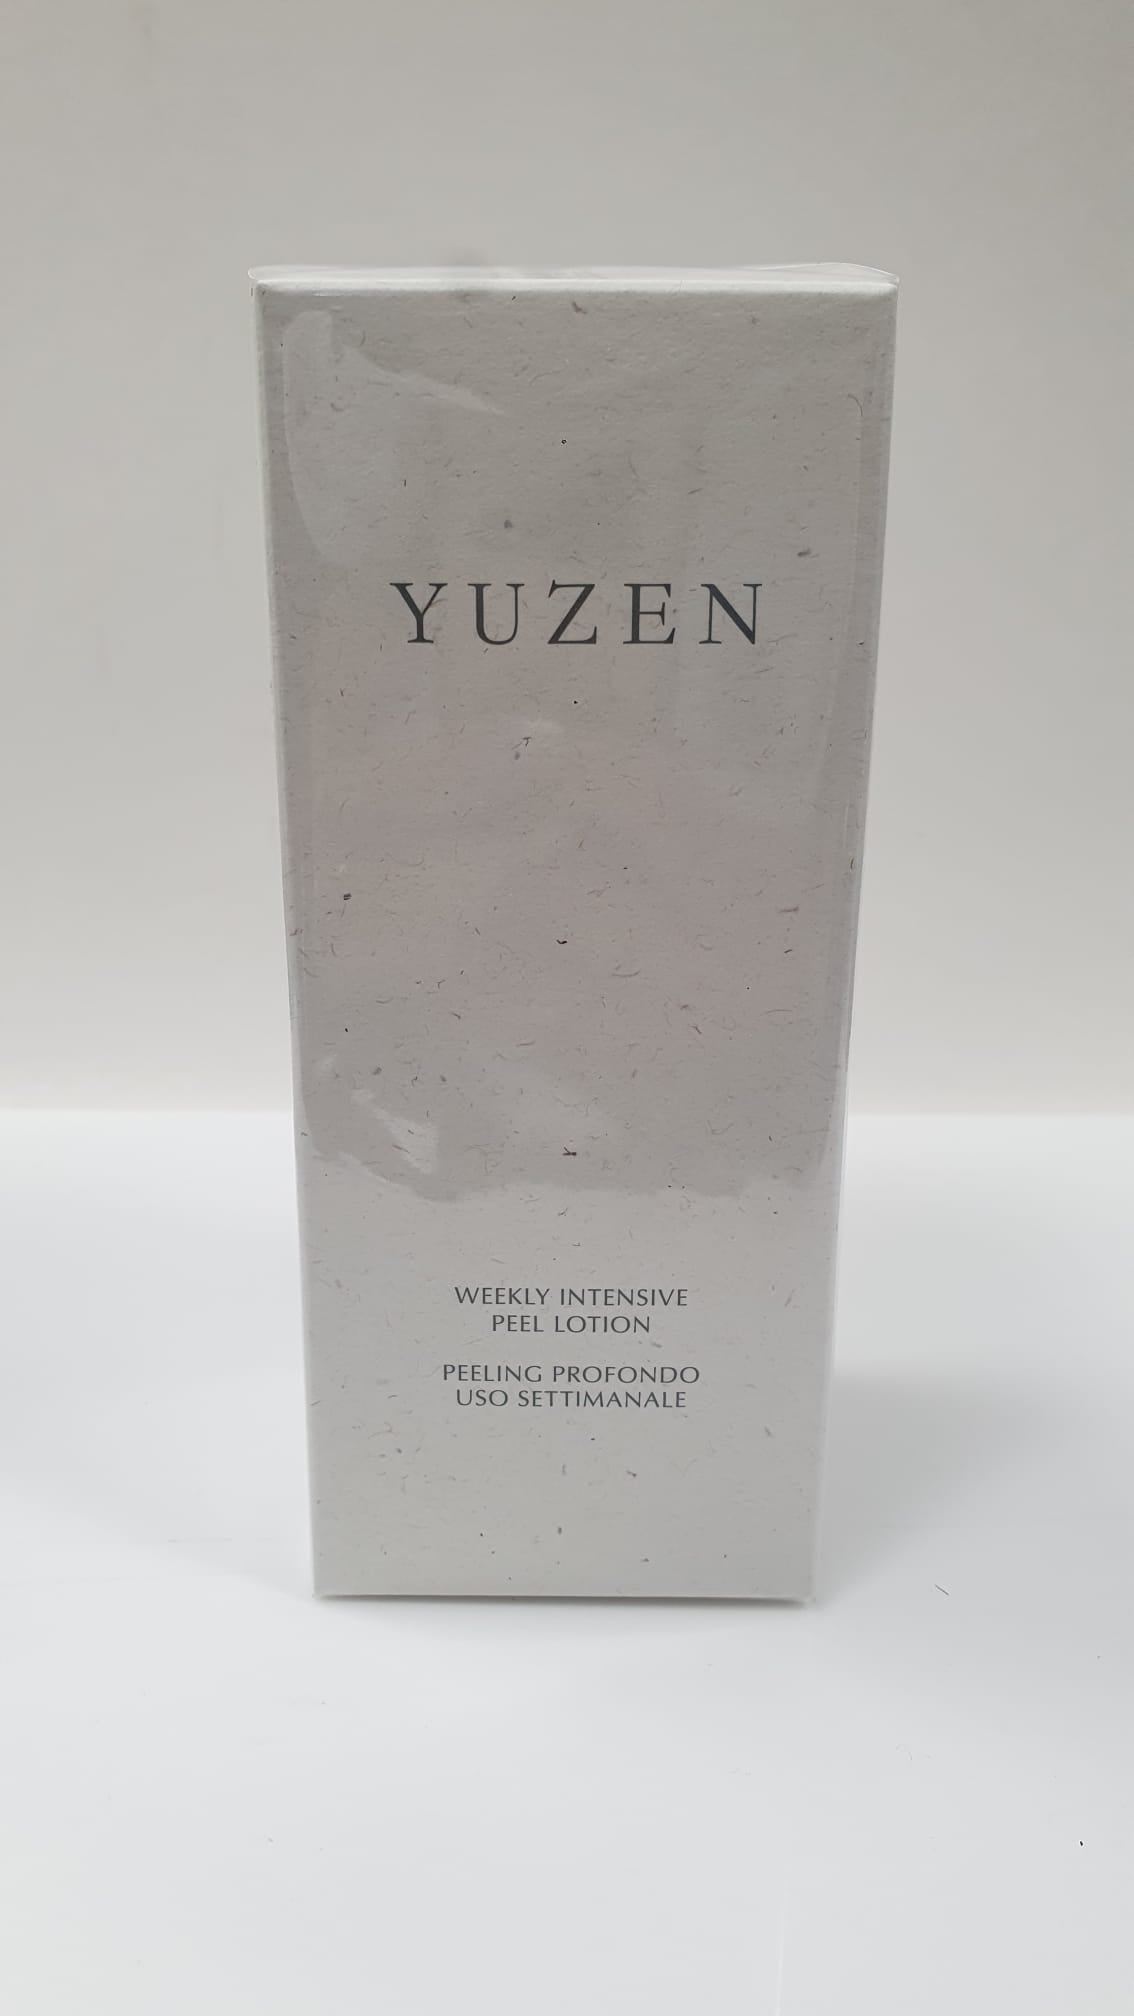 YUZEN
WEEKLY INTENSIVE
PEEL LOTION
PEELING PROFONDO
USO SETTIMANALE